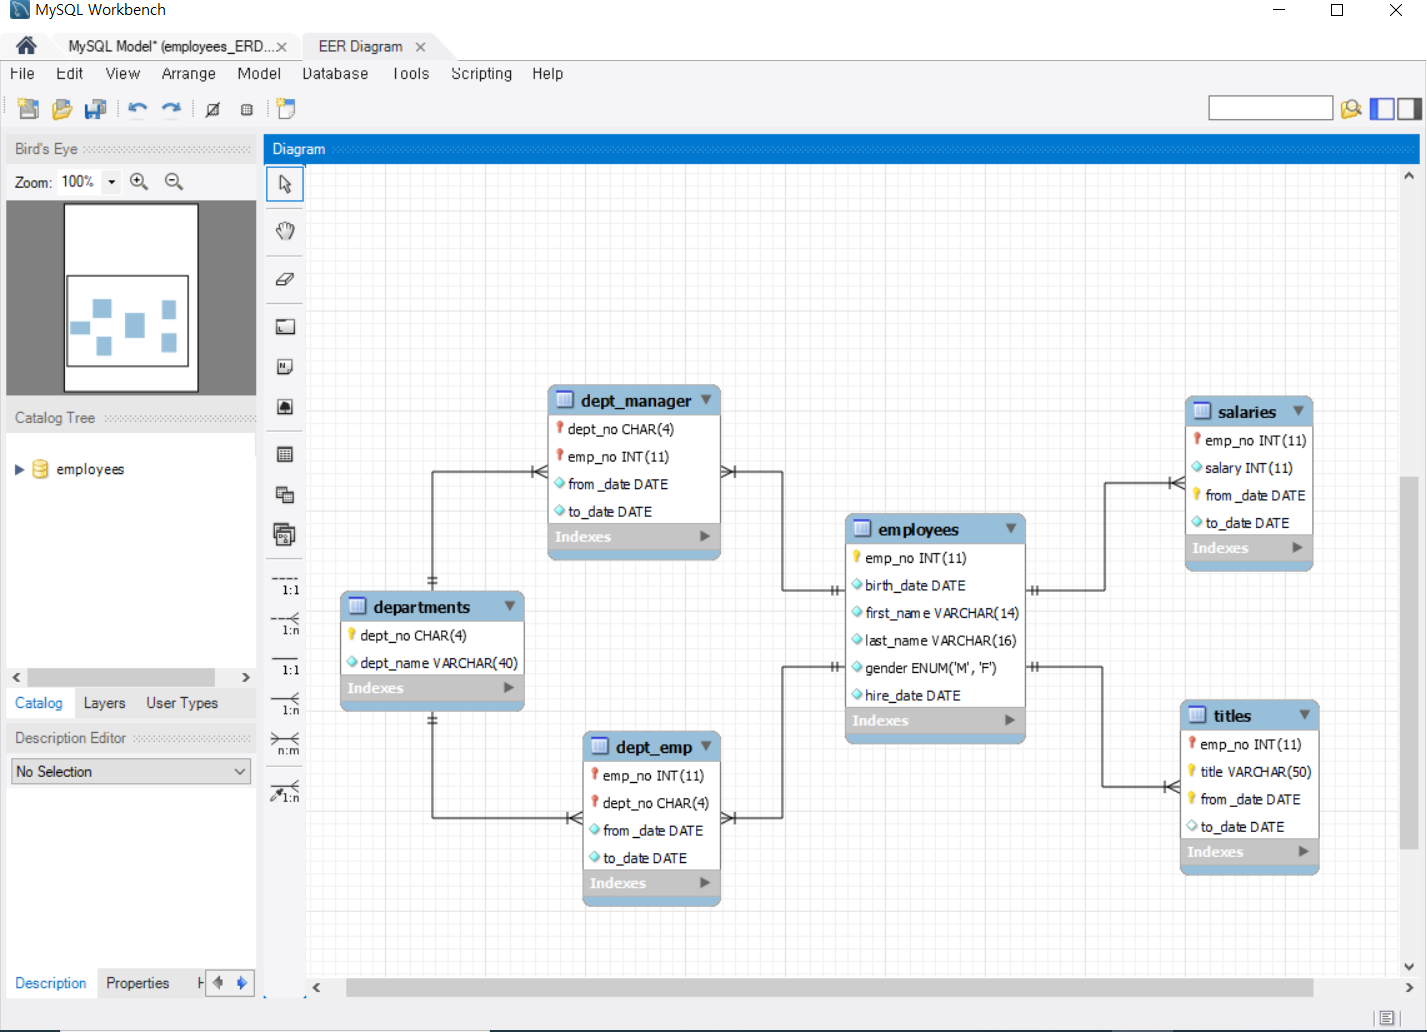 MySQL Workbench
MySQL Model* (employees_ERD...
EER Diagram
File Edit View Arrange Model Database Tools Scripting Help
Bird's Eye
Zoom: 100%
Catalog Tree
employees
Catalog Layers User Types
Description Editor
No Selection
Description Properties H
Diagram
1:1
1:n
1:1
1:n
n:m
1:n
dept_manager
dept_no CHAR(4)
emp_no INT(11)
from_date DATE
to_date DATE
Indexes
departments
dept_no CHAR(4)
dept_name VARCHAR(40)
Indexes
dept_emp
emp_no INT(11)
dept_no CHAR(4)
from_date DATE
to_date DATE
Indexes
employees
emp_no INT(11)
birth_date DATE
first_name VARCHAR(14)
last_name VARCHAR(16)
gender ENUM('M', 'F')
hire_date DATE
Indexes
salaries
emp_no INT(11)
salary INT(11)
from_date DATE
to_date DATE
Indexes
titles
emp_no INT(11)
title VARCHAR(50)
from_date DATE
to_date DATE
Indexes